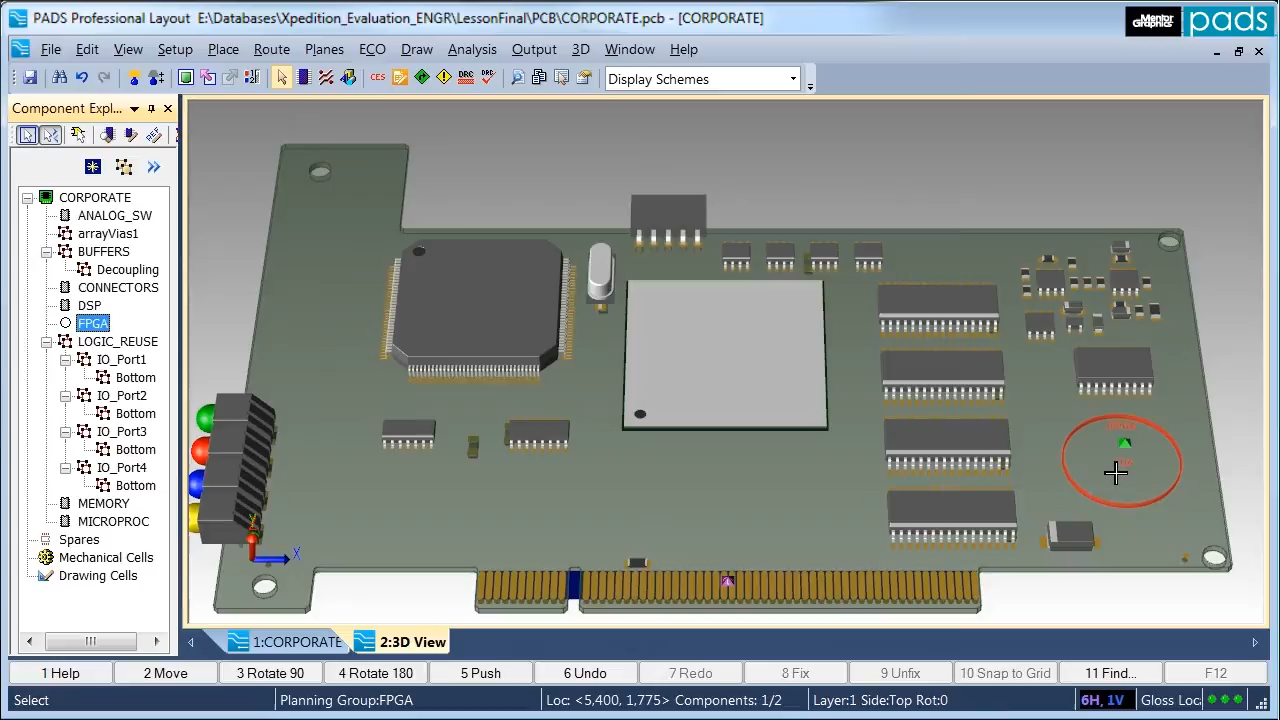 PADS Professional Layout E:\Databases\Xpedition_Evaluation_ENGR\LessonFinal\PCB\CORPORATE.pcb - [CORPORATE]
Mentor Graphics pads
File Edit View Setup Place Route Planes ECO Draw Analysis Output 3D Window Help
CES DRC DRC Display Schemes
Component Expl...
CORPORATE
ANALOG_SW
arrayVias1
BUFFERS
Decoupling
CONNECTORS
DSP
FPGA
LOGIC_REUSE
IO_Port1
Bottom
IO_Port2
Bottom
IO_Port3
Bottom
IO_Port4
Bottom
MEMORY
MICROPROC
Spares
Mechanical Cells
Drawing Cells
Y
X
1:CORPORATE 2:3D View
1 Help 2 Move 3 Rotate 90 4 Rotate 180 5 Push 6 Undo 7 Redo 8 Fix 9 Unfix 10 Snap to Grid 11 Find... F12
Select Planning Group:FPGA Loc: <5,400, 1,775> Components: 1/2 Layer:1 Side:Top Rot:0 6H, 1V Gloss Loc